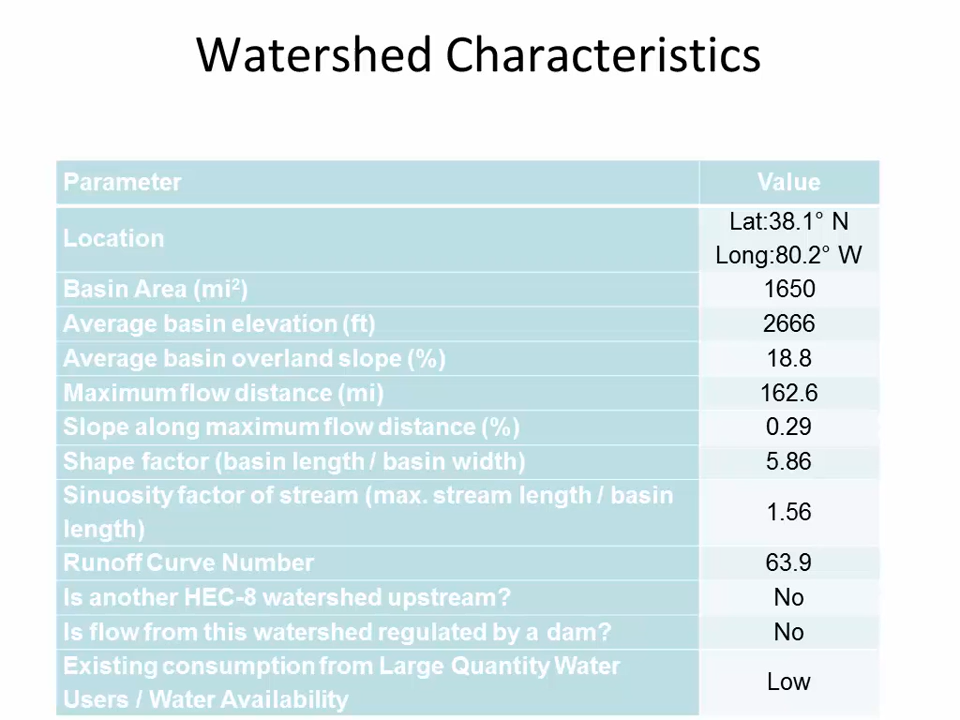 Watershed Characteristics
Parameter Value
Location Lat:38.1° N
Long:80.2° W
Basin Area (mi²) 1650
Average basin elevation (ft) 2666
Average basin overland slope (%) 18.8
Maximum flow distance (mi) 162.6
Slope along maximum flow distance (%) 0.29
Shape factor (basin length / basin width) 5.86
Sinuosity factor of stream (max. stream length / basin
length) 1.56
Runoff Curve Number 63.9
Is another HEC-8 watershed upstream? No
Is flow from this watershed regulated by a dam? No
Existing consumption from Large Quantity Water
Users / Water Availability Low